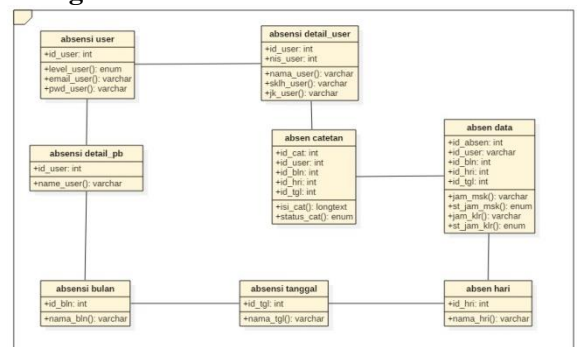 absensi user
+id_user: int
+level_user(): enum
+email_user(): varchar
+pwd_user(): varchar
absensi detail_user
+id_user: int
+nis_user: int
+nama_user(): varchar
+sklh_user(): varchar
+jk_user(): varchar
absensi detail_pb
+id_user: int
+name_user(): varchar
absen catetan
+id_cat: int
+id_user: int
+id_bln: int
+id_hri: int
+id_tgl: int
+isi_cat(): longtext
+status_cat(): enum
absen data
+id_absen: int
+id_user: varchar
+id_bln: int
+id_hri: int
+id_tgl: int
+jam_msk(): varchar
+st_jam_msk(): enum
+jam_klr(): varchar
+st_jam_klr(): enum
absensi bulan
+id_bln: int
+nama_bln(): varchar
absensi tanggal
+id_tgl: int
+nama_tgl(): varchar
absen hari
+id_hri: int
+nama_hri(): varchar